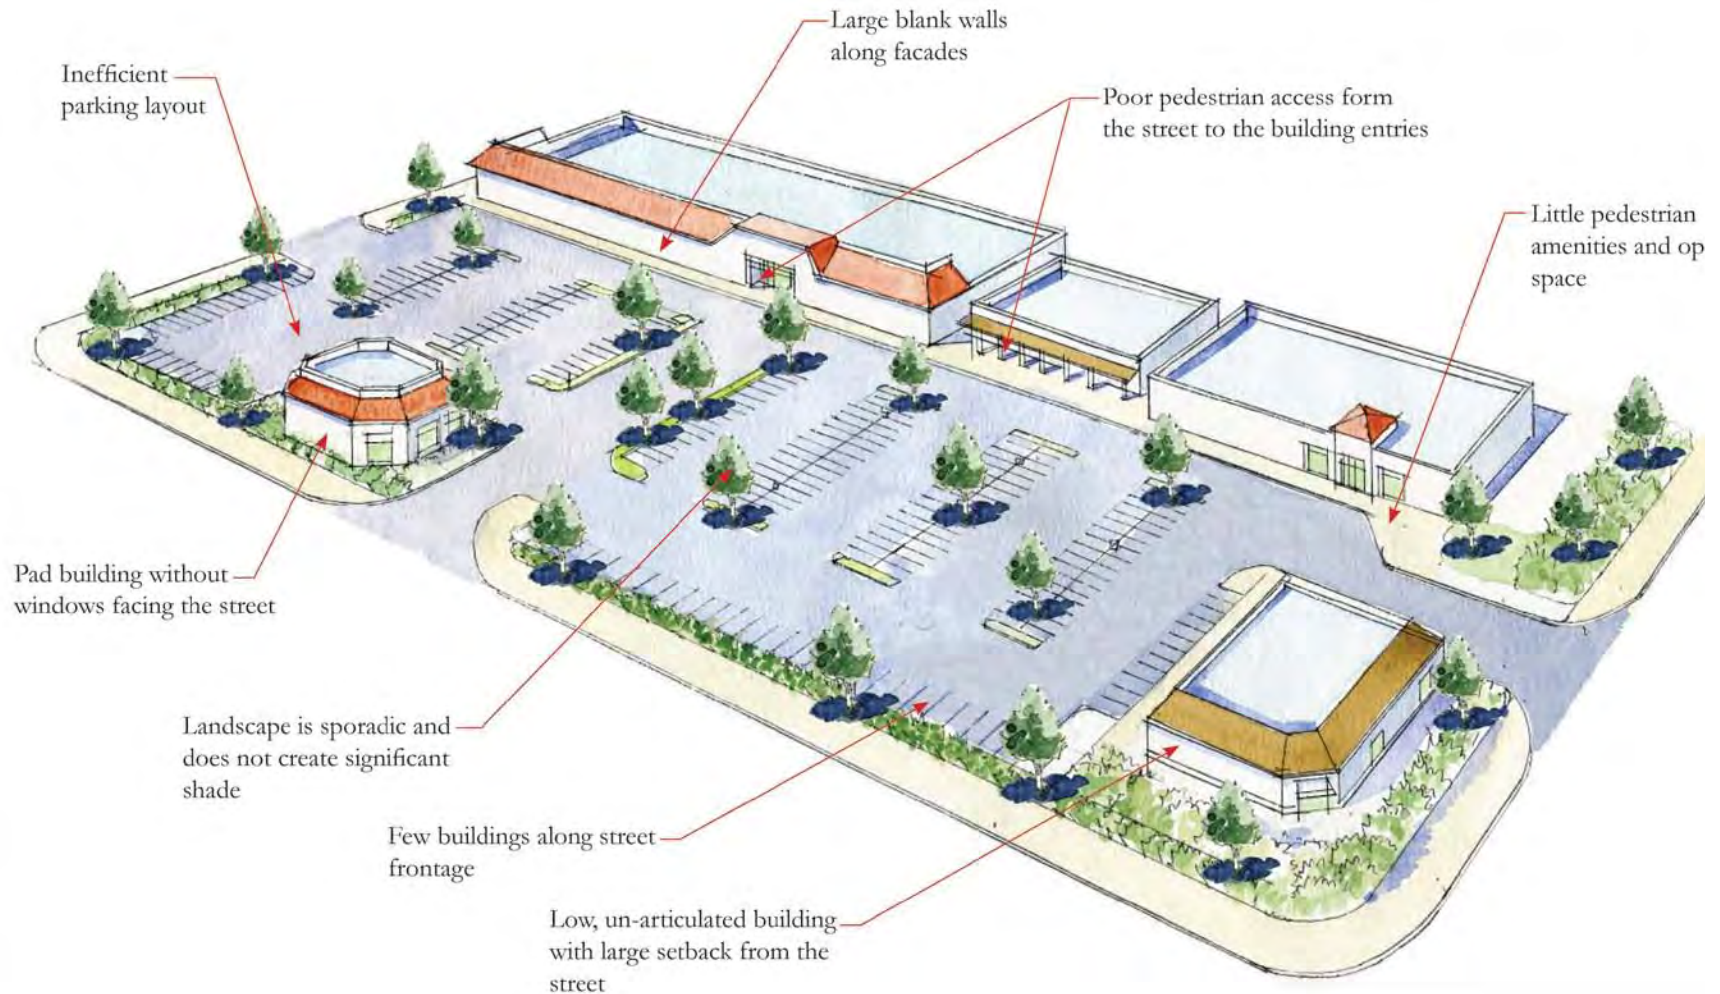 Large blank walls
along facades
Inefficient
parking layout
Poor pedestrian access form
the street to the building entries
Little pedestrian
amenities and op
space
Pad building without
windows facing the street
Landscape is sporadic and
does not create significant
shade
Few buildings along street
frontage
Low, un-articulated building
with large setback from the
street